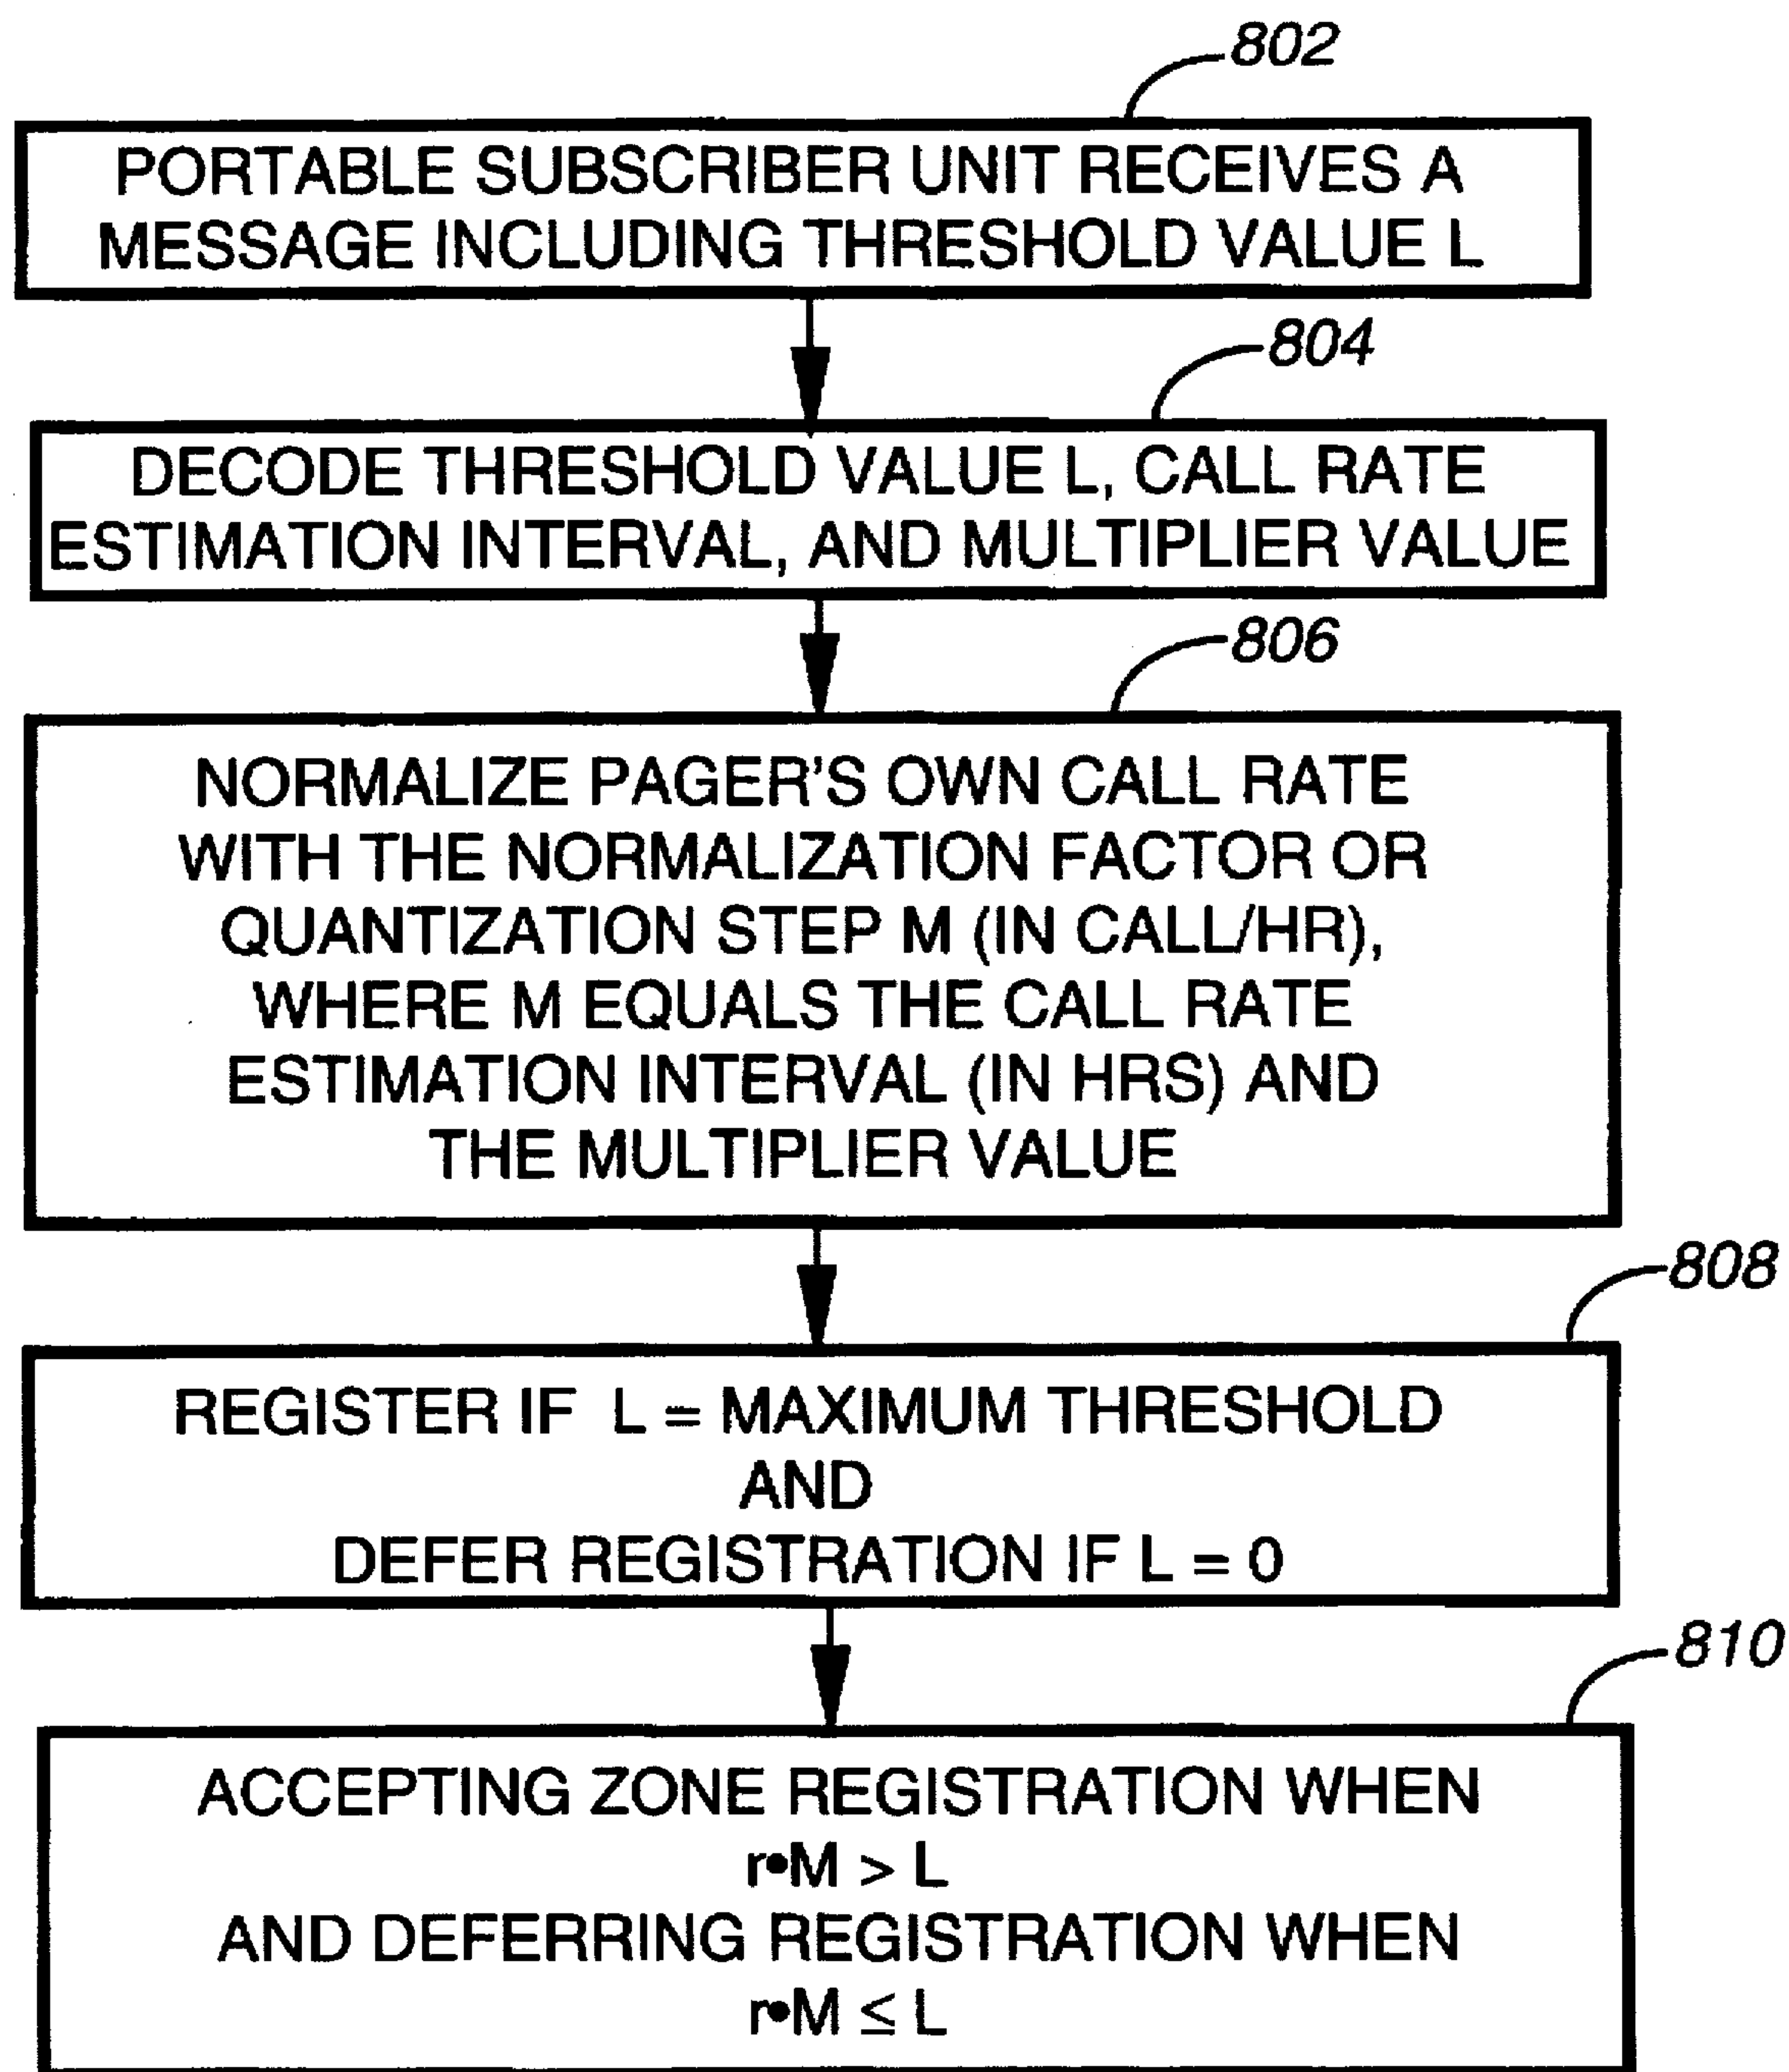 802
PORTABLE SUBSCRIBER UNIT RECEIVES A
MESSAGE INCLUDING THRESHOLD VALUE L
804
DECODE THRESHOLD VALUE L, CALL RATE
ESTIMATION INTERVAL, AND MULTIPLIER VALUE
806
NORMALIZE PAGER'S OWN CALL RATE
WITH THE NORMALIZATION FACTOR OR
QUANTIZATION STEP M (IN CALL/HR),
WHERE M EQUALS THE CALL RATE
ESTIMATION INTERVAL (IN HRS) AND
THE MULTIPLIER VALUE
808
REGISTER IF L = MAXIMUM THRESHOLD
AND
DEFER REGISTRATION IF L = 0
810
ACCEPTING ZONE REGISTRATION WHEN
r•M > L
AND DEFERRING REGISTRATION WHEN
r•M ≤ L